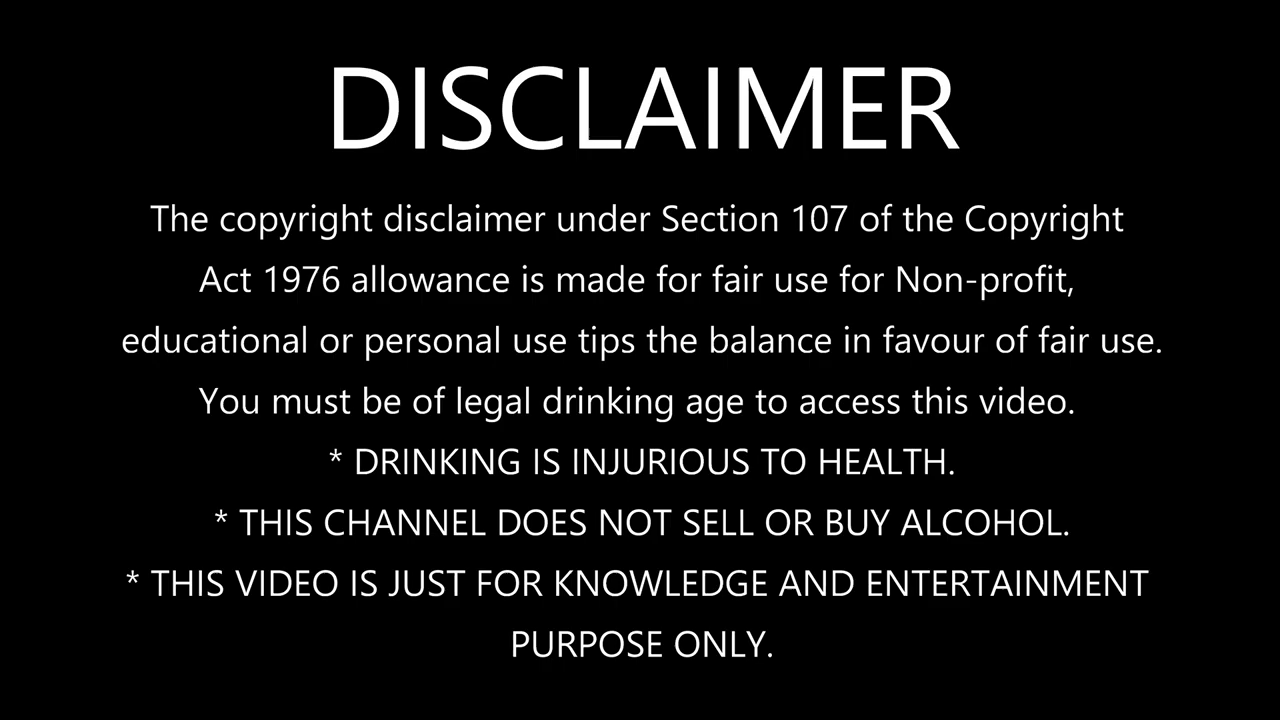 DISCLAIMER
The copyright disclaimer under Section 107 of the Copyright
Act 1976 allowance is made for fair use for Non-profit,
educational or personal use tips the balance in favour of fair use.
You must be of legal drinking age to access this video.
* DRINKING IS INJURIOUS TO HEALTH.
* THIS CHANNEL DOES NOT SELL OR BUY ALCOHOL.
* THIS VIDEO IS JUST FOR KNOWLEDGE AND ENTERTAINMENT
PURPOSE ONLY.